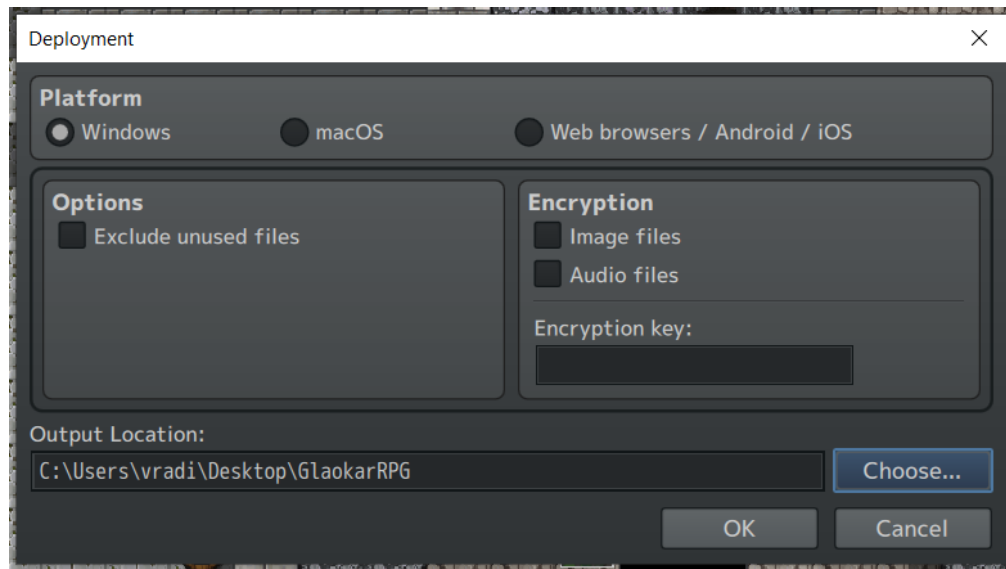 Deployment
Platform
Windows macOS Web browsers / Android / iOS
Options
Exclude unused files
Encryption
Image files
Audio files
Encryption key:
Output Location:
C:\Users\vradi\Desktop\GlaokarRPG Choose...
OK Cancel